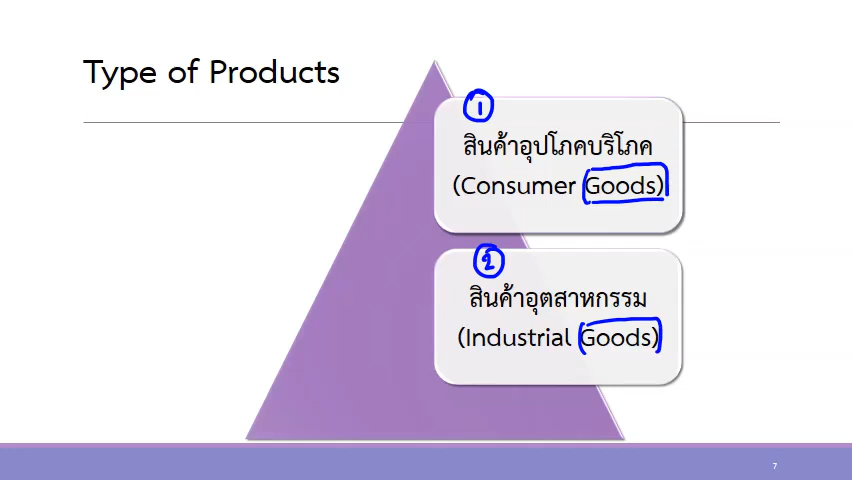 Type of Products
1
สินค้าอุปโภคบริโภค
(Consumer Goods)
2
สินค้าอุตสาหกรรม
(Industrial Goods)
7